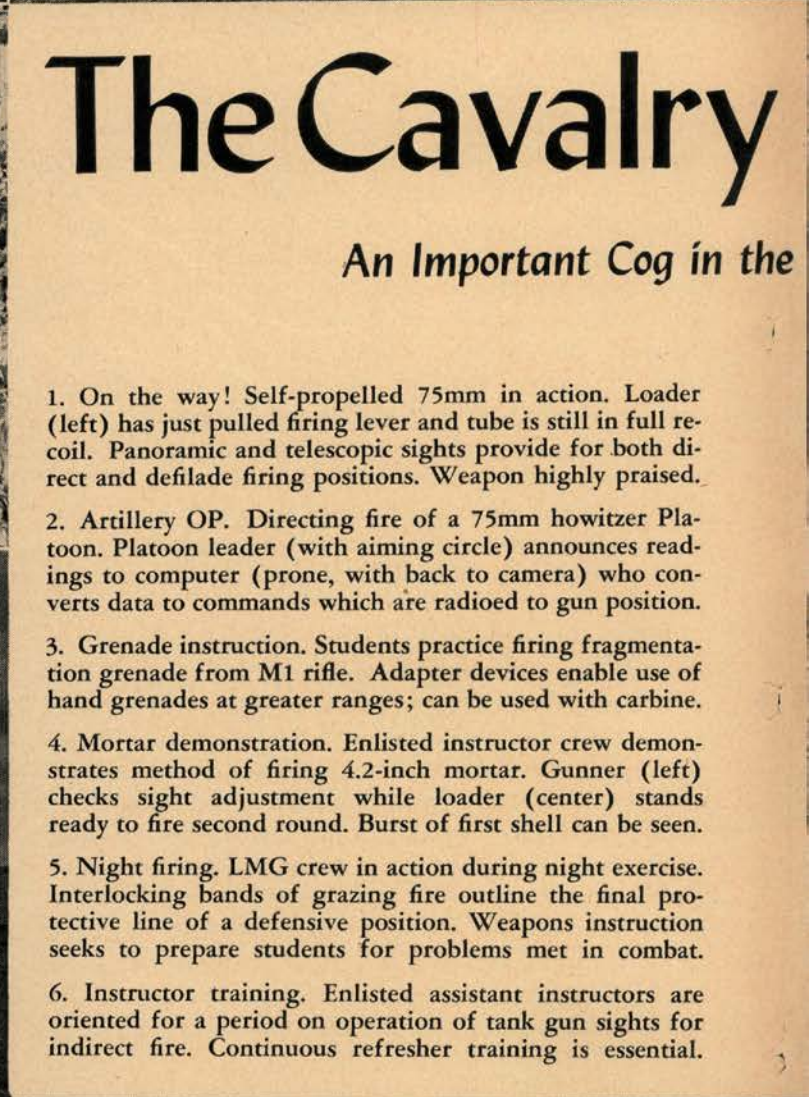 The Cavalry
An Important Cog in the
1. On the way! Self-propelled 75mm in action. Loader
(left) has just pulled firing lever and tube is still in full re-
coil. Panoramic and telescopic sights provide for both di-
rect and defilade firing positions. Weapon highly praised.
2. Artillery OP. Directing fire of a 75mm howitzer Pla-
toon. Platoon leader (with aiming circle) announces read-
ings to computer (prone, with back to camera) who con-
verts data to commands which are radioed to gun position.
3. Grenade instruction. Students practice firing fragmenta-
tion grenade from M1 rifle. Adapter devices enable use of
hand grenades at greater ranges; can be used with carbine.
4. Mortar demonstration. Enlisted instructor crew demon-
strates method of firing 4.2-inch mortar. Gunner (left)
checks sight adjustment while loader (center) stands
ready to fire second round. Burst of first shell can be seen.
5. Night firing. LMG crew in action during night exercise.
Interlocking bands of grazing fire outline the final pro-
tective line of a defensive position. Weapons instruction
seeks to prepare students for problems met in combat.
6. Instructor training. Enlisted assistant instructors are
oriented for a period on operation of tank gun sights for
indirect fire. Continuous refresher training is essential.